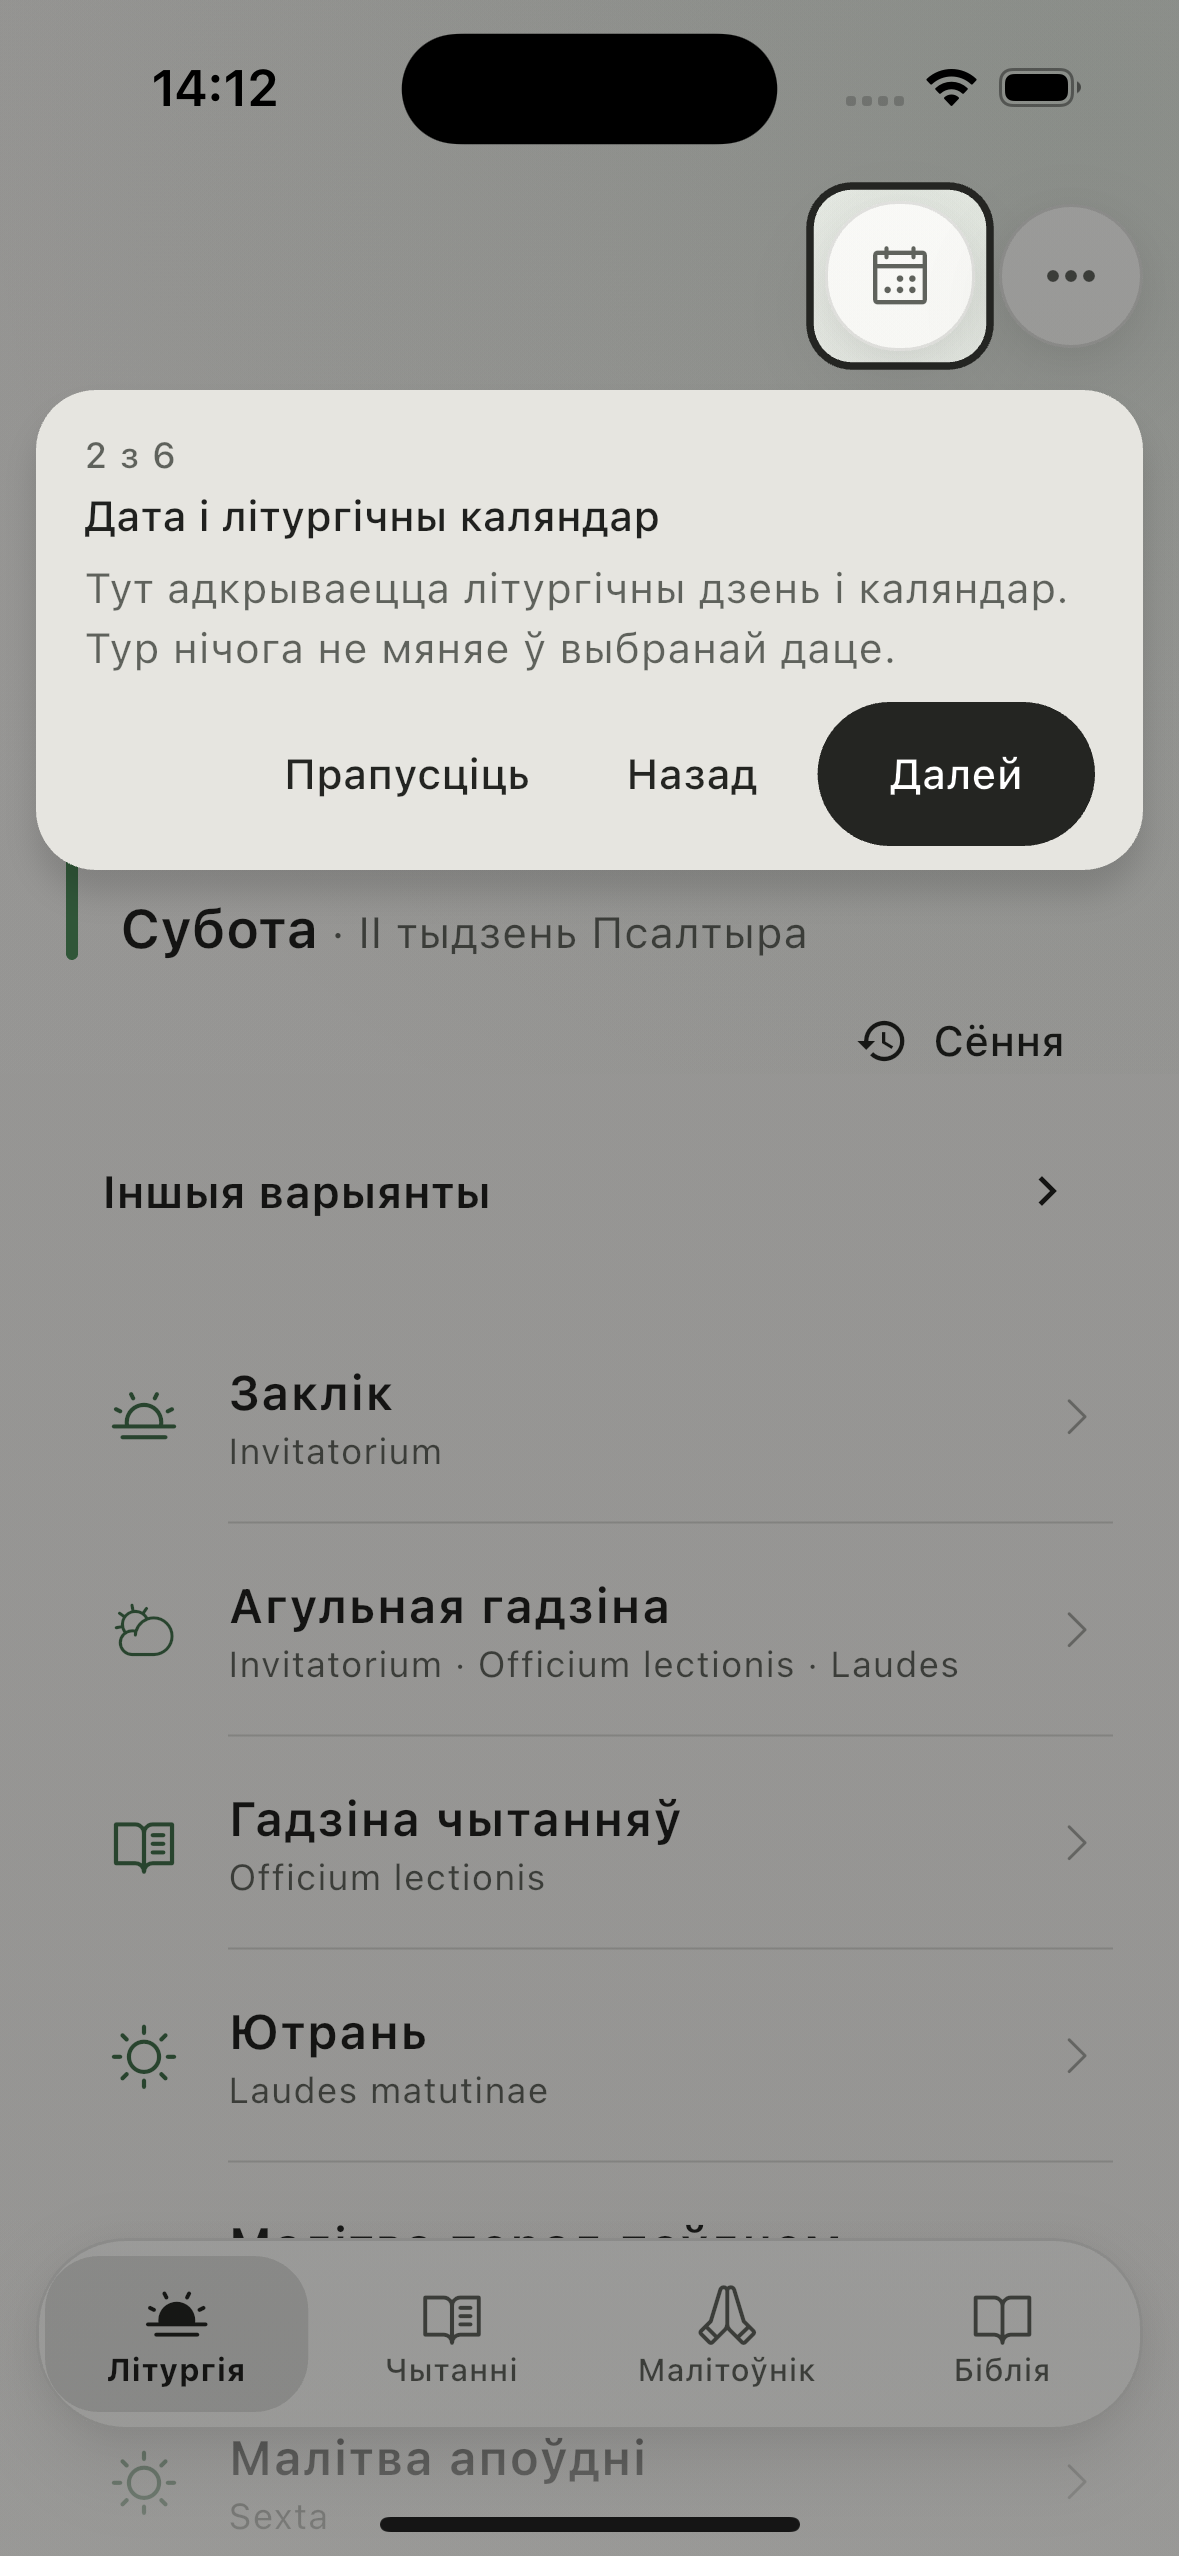 14:12
2 з 6
Дата і літургічны каляндар
Тут адкрываецца літургічны дзень і каляндар.
Тур нічога не мяняе ў выбранай даце.
Прапусціць Назад Далей
Субота · II тыдзень Псалтыра
Сёння
Іншыя варыянты
Заклік
Invitatorium
Агульная гадзіна
Invitatorium · Officium lectionis · Laudes
Гадзіна чытанняў
Officium lectionis
Ютрань
Laudes matutinae
Літургія Чытанні Малітоўнік Біблія
Малітва апоўдні
Sexta